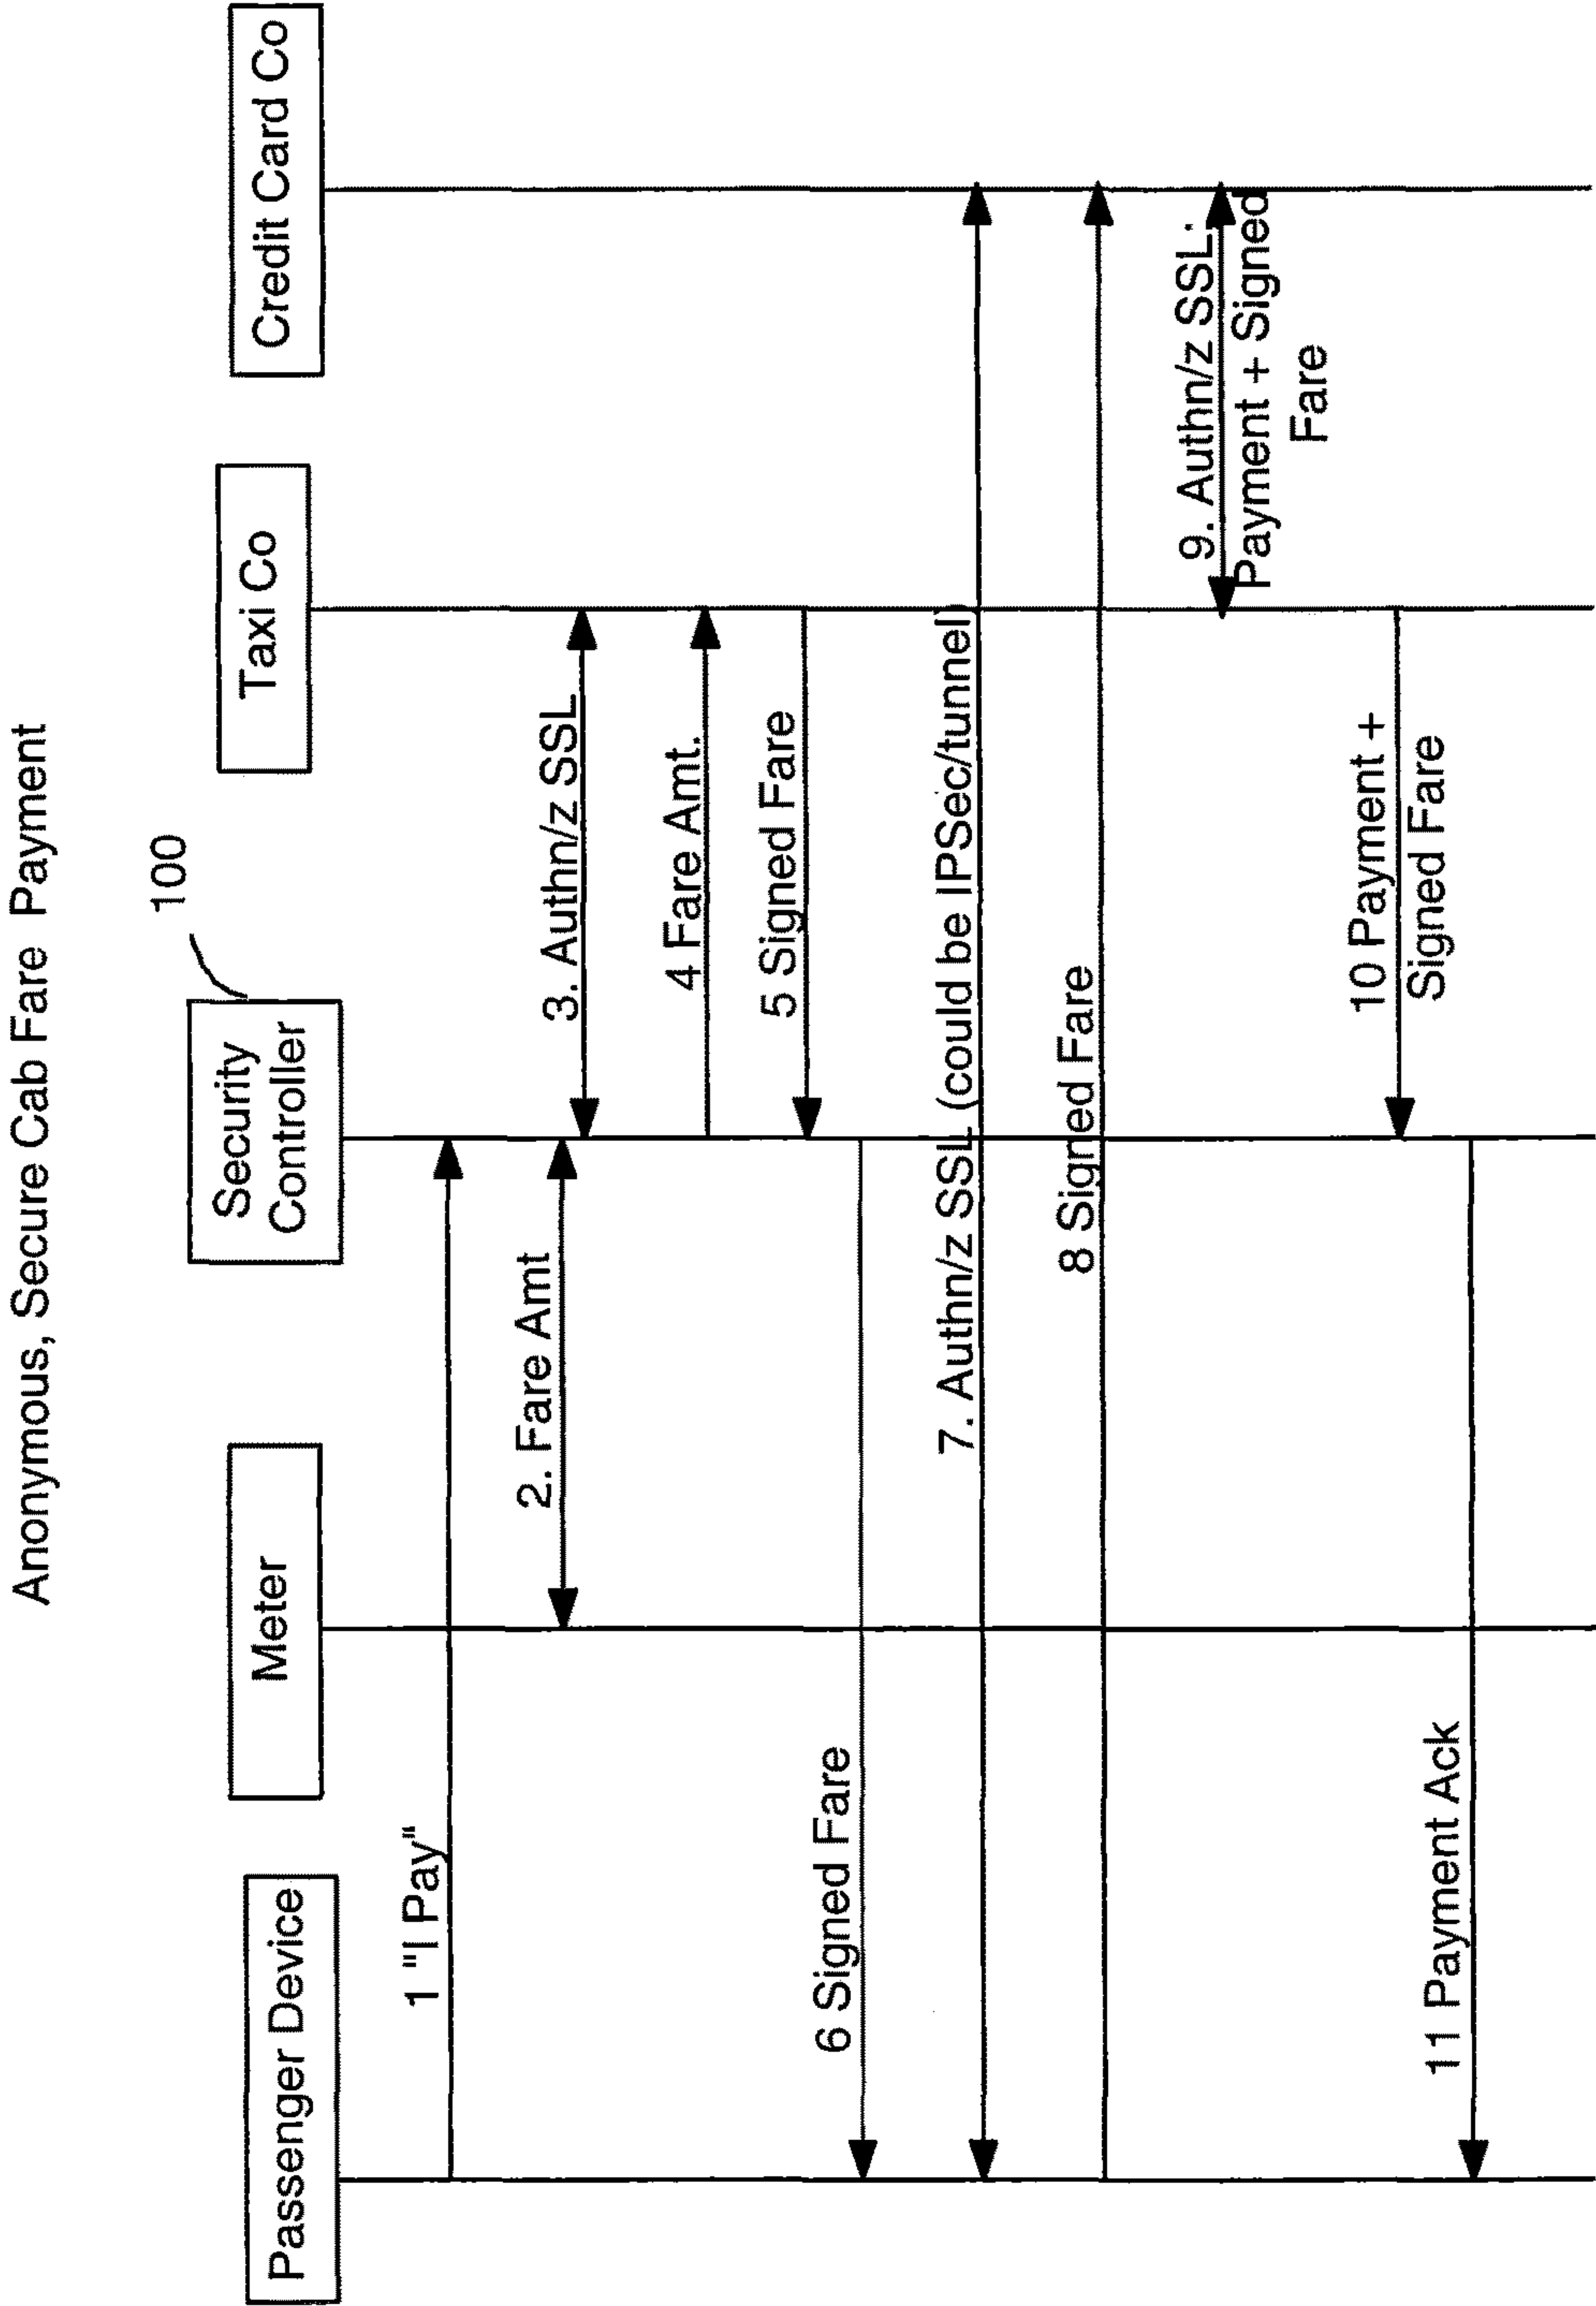 Anonymous, Secure Cab Fare Payment
100
Passenger Device
Meter
Security
Controller
Taxi Co
Credit Card Co
1 "I Pay"
2. Fare Amt
3. Authn/z SSL
4 Fare Amt.
5 Signed Fare
6 Signed Fare
7. Authn/z SSL (could be IPSec/tunnel)
8 Signed Fare
9. Authn/z SSL.
Payment + Signed
Fare
10 Payment +
Signed Fare
11 Payment Ack